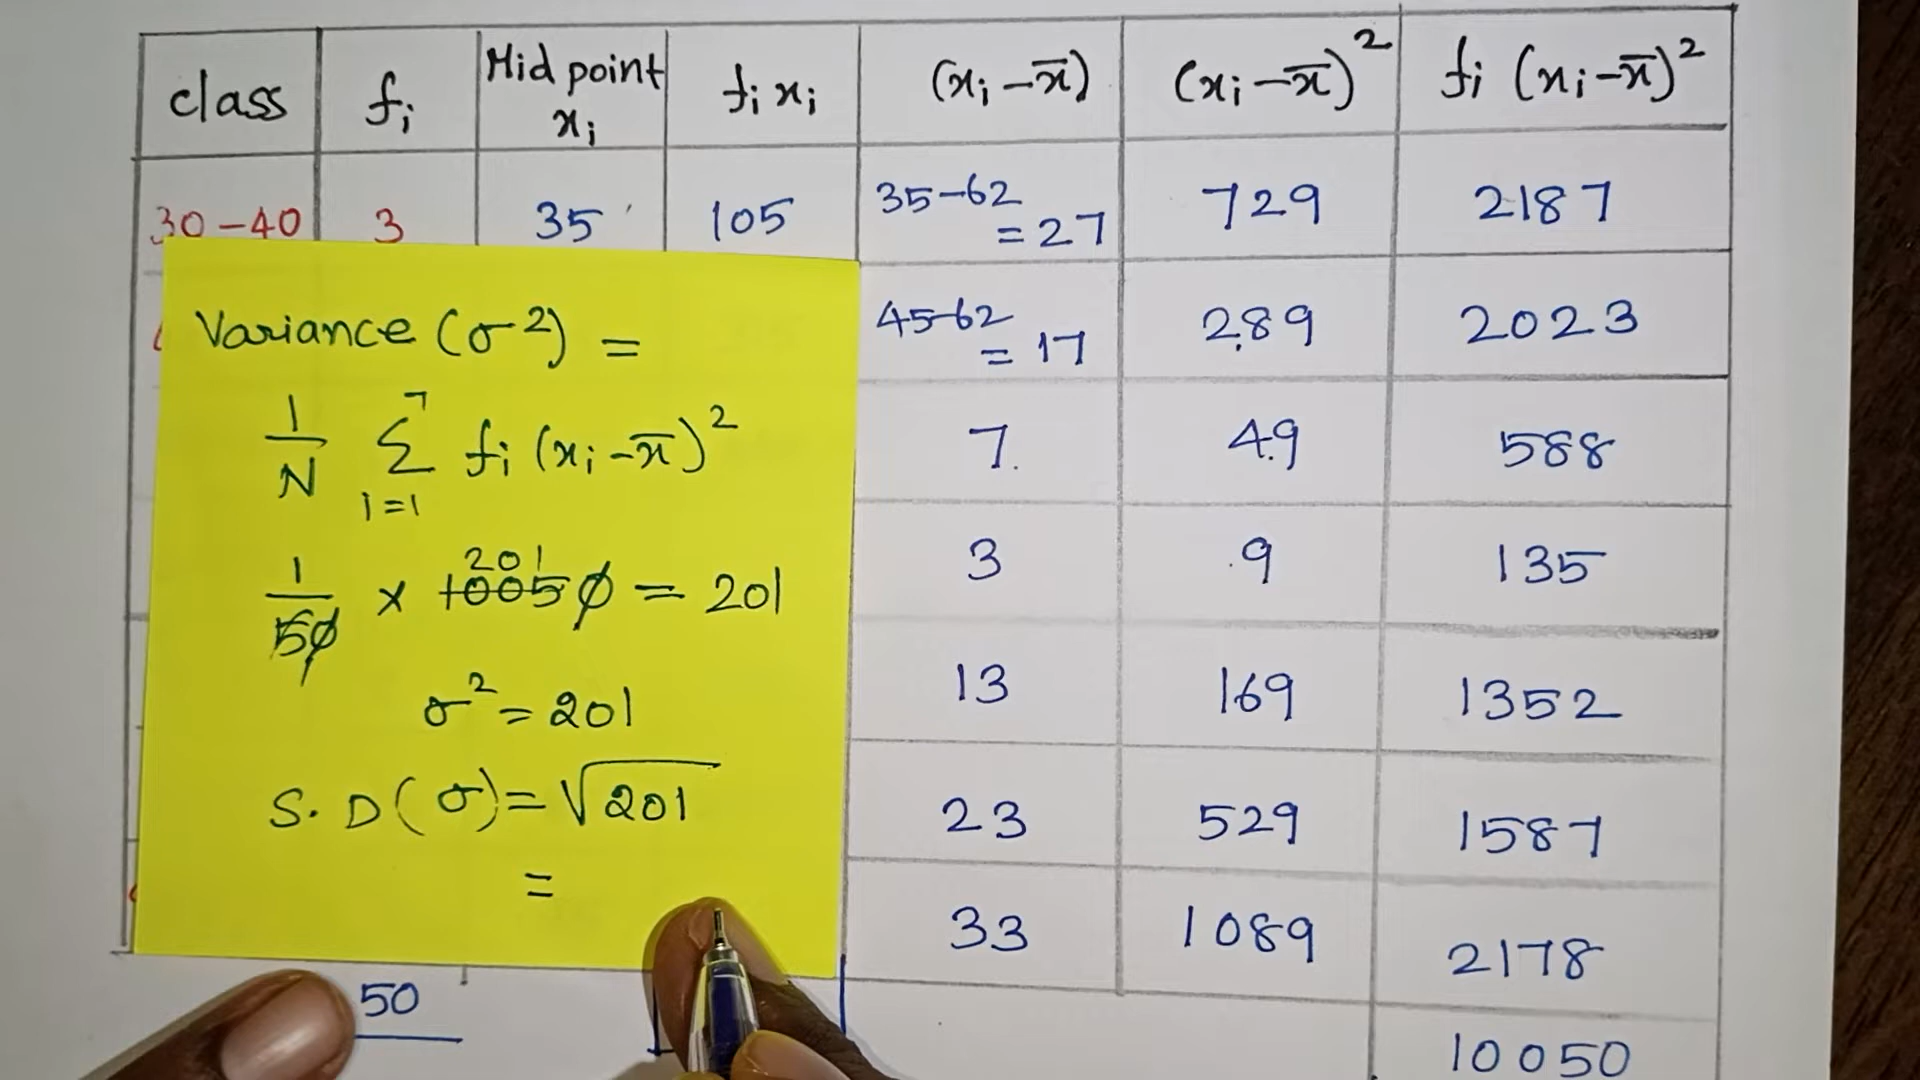 class fᵢ Mid point xᵢ fᵢ xᵢ (xᵢ – x̄) (xᵢ – x̄)² fᵢ (xᵢ – x̄)²
30 – 40 3 35 105 35–62 = 27 729 2187
45–62 = 17 289 2023
7 49 588
3 9 135
13 169 1352
23 529 1587
33 1089 2178
50 10050
Variance (σ²) =
1/N 7 Σ i=1 fᵢ (xᵢ – x̄)²
1/50 × 10050 201 = 201
σ² = 201
S.D (σ) = √201
=